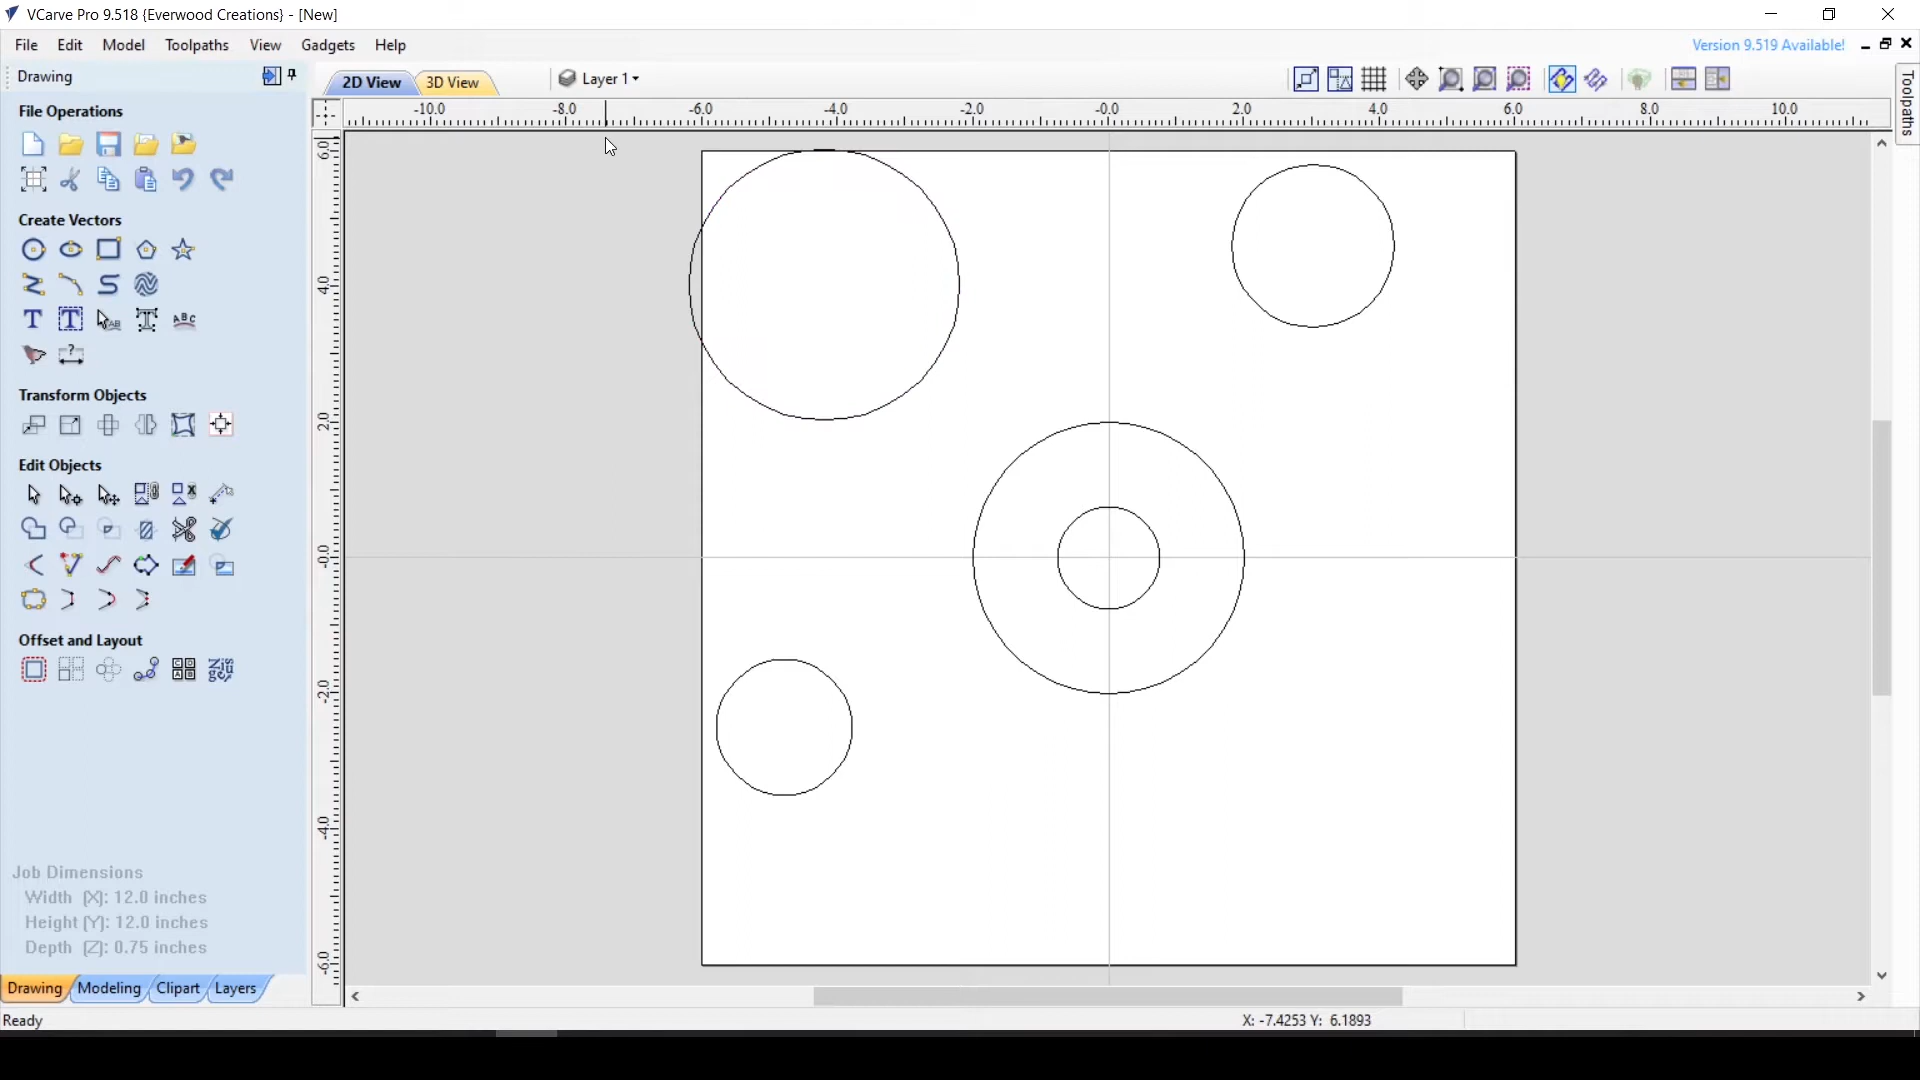 VCarve Pro 9.518 {Everwood Creations} - [New]
File Edit Model Toolpaths View Gadgets Help
Version 9.519 Available!
Drawing
2D View 3D View Layer 1
Toolpaths
File Operations
-10.0 -8.0 -6.0 -4.0 -2.0 -0.0 2.0 4.0 6.0 8.0 10.0
6.0
4.0
2.0
-0.0
-2.0
-4.0
-6.0
Create Vectors
Transform Objects
Edit Objects
Offset and Layout
Job Dimensions
Width (X): 12.0 inches
Height (Y): 12.0 inches
Depth (Z): 0.75 inches
Drawing Modeling Clipart Layers
Ready
X: -7.4253 Y: 6.1893